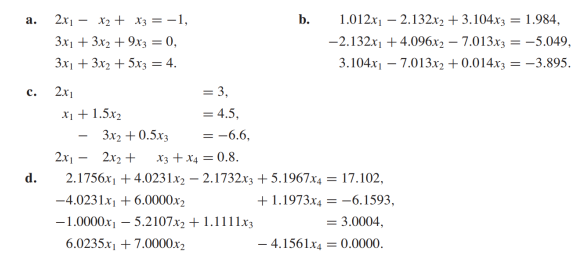 a. 2x₁ − x₂ + x₃ = −1,
3x₁ + 3x₂ + 9x₃ = 0,
3x₁ + 3x₂ + 5x₃ = 4.
b. 1.012x₁ − 2.132x₂ + 3.104x₃ = 1.984,
−2.132x₁ + 4.096x₂ − 7.013x₃ = −5.049,
3.104x₁ − 7.013x₂ + 0.014x₃ = −3.895.
c. 2x₁ = 3,
x₁ + 1.5x₂ = 4.5,
− 3x₂ + 0.5x₃ = −6.6,
2x₁ − 2x₂ + x₃ + x₄ = 0.8.
d. 2.1756x₁ + 4.0231x₂ − 2.1732x₃ + 5.1967x₄ = 17.102,
−4.0231x₁ + 6.0000x₂ + 1.1973x₄ = −6.1593,
−1.0000x₁ − 5.2107x₂ + 1.1111x₃ = 3.0004,
6.0235x₁ + 7.0000x₂ − 4.1561x₄ = 0.0000.